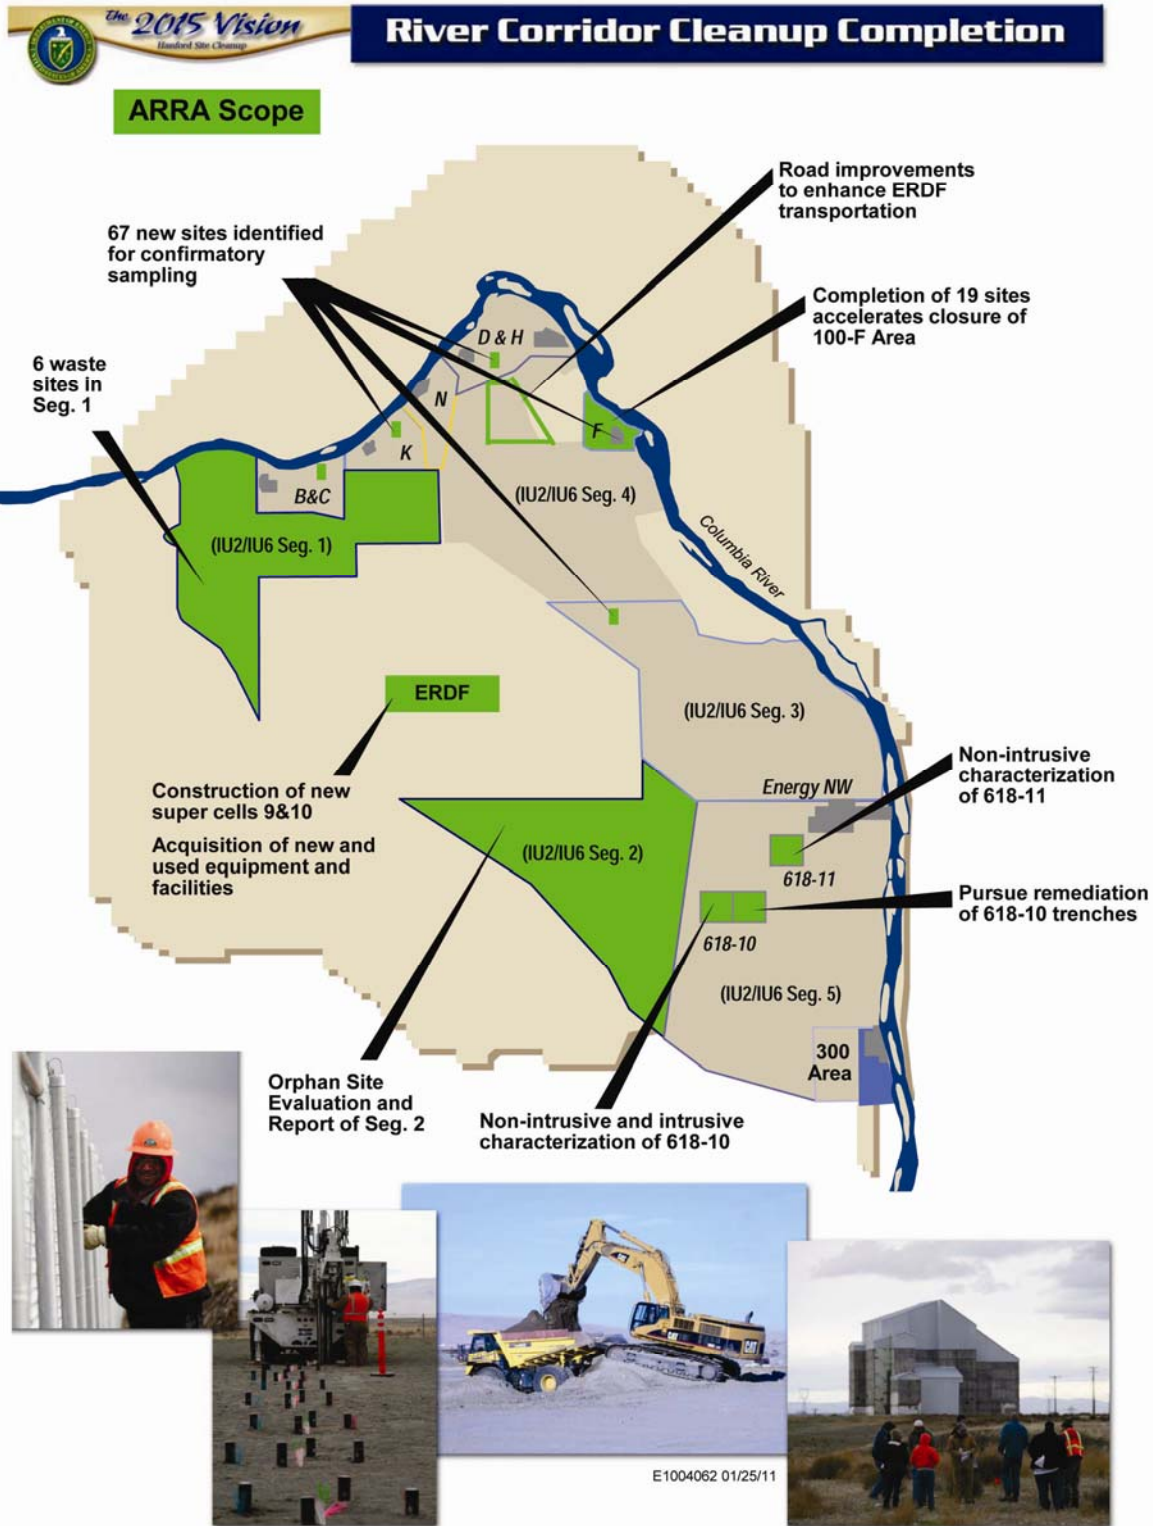 The 2015 Vision
Hanford Site Cleanup
River Corridor Cleanup Completion
ARRA Scope
Road improvements
to enhance ERDF
transportation
67 new sites identified
for confirmatory
sampling
Completion of 19 sites
accelerates closure of
100-F Area
D & H
6 waste
sites in
Seg. 1
N
F
K
B&C
(IU2/IU6 Seg. 4)
(IU2/IU6 Seg. 1)
Columbia River
ERDF
(IU2/IU6 Seg. 3)
Non-intrusive
characterization
of 618-11
Energy NW
Construction of new
super cells 9&10
Acquisition of new and
used equipment and
facilities
(IU2/IU6 Seg. 2)
618-11
Pursue remediation
of 618-10 trenches
618-10
(IU2/IU6 Seg. 5)
300
Area
Orphan Site
Evaluation and
Report of Seg. 2
Non-intrusive and intrusive
characterization of 618-10
CAT
CAT
E1004062 01/25/11